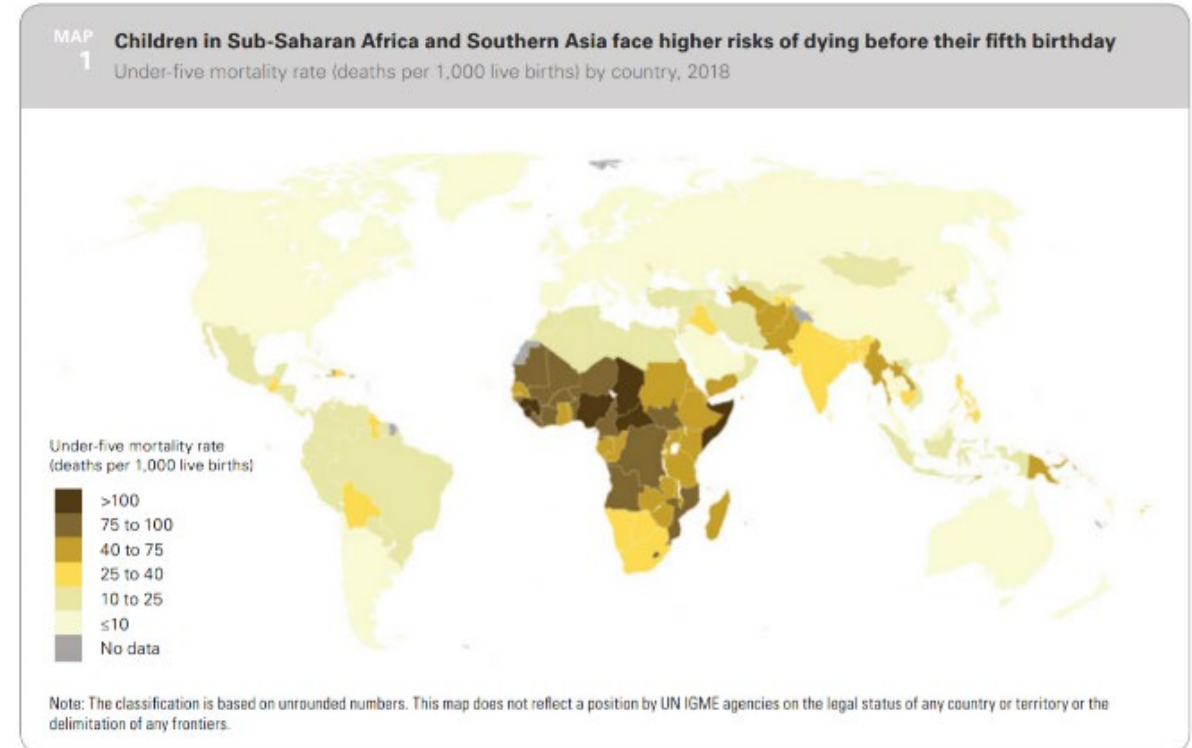 MAP
1
Children in Sub-Saharan Africa and Southern Asia face higher risks of dying before their fifth birthday
Under-five mortality rate (deaths per 1,000 live births) by country, 2018
Under-five mortality rate
(deaths per 1,000 live births)
>100
75 to 100
40 to 75
25 to 40
10 to 25
≤10
No data
Note: The classification is based on unrounded numbers. This map does not reflect a position by UN IGME agencies on the legal status of any country or territory or the
delimitation of any frontiers.